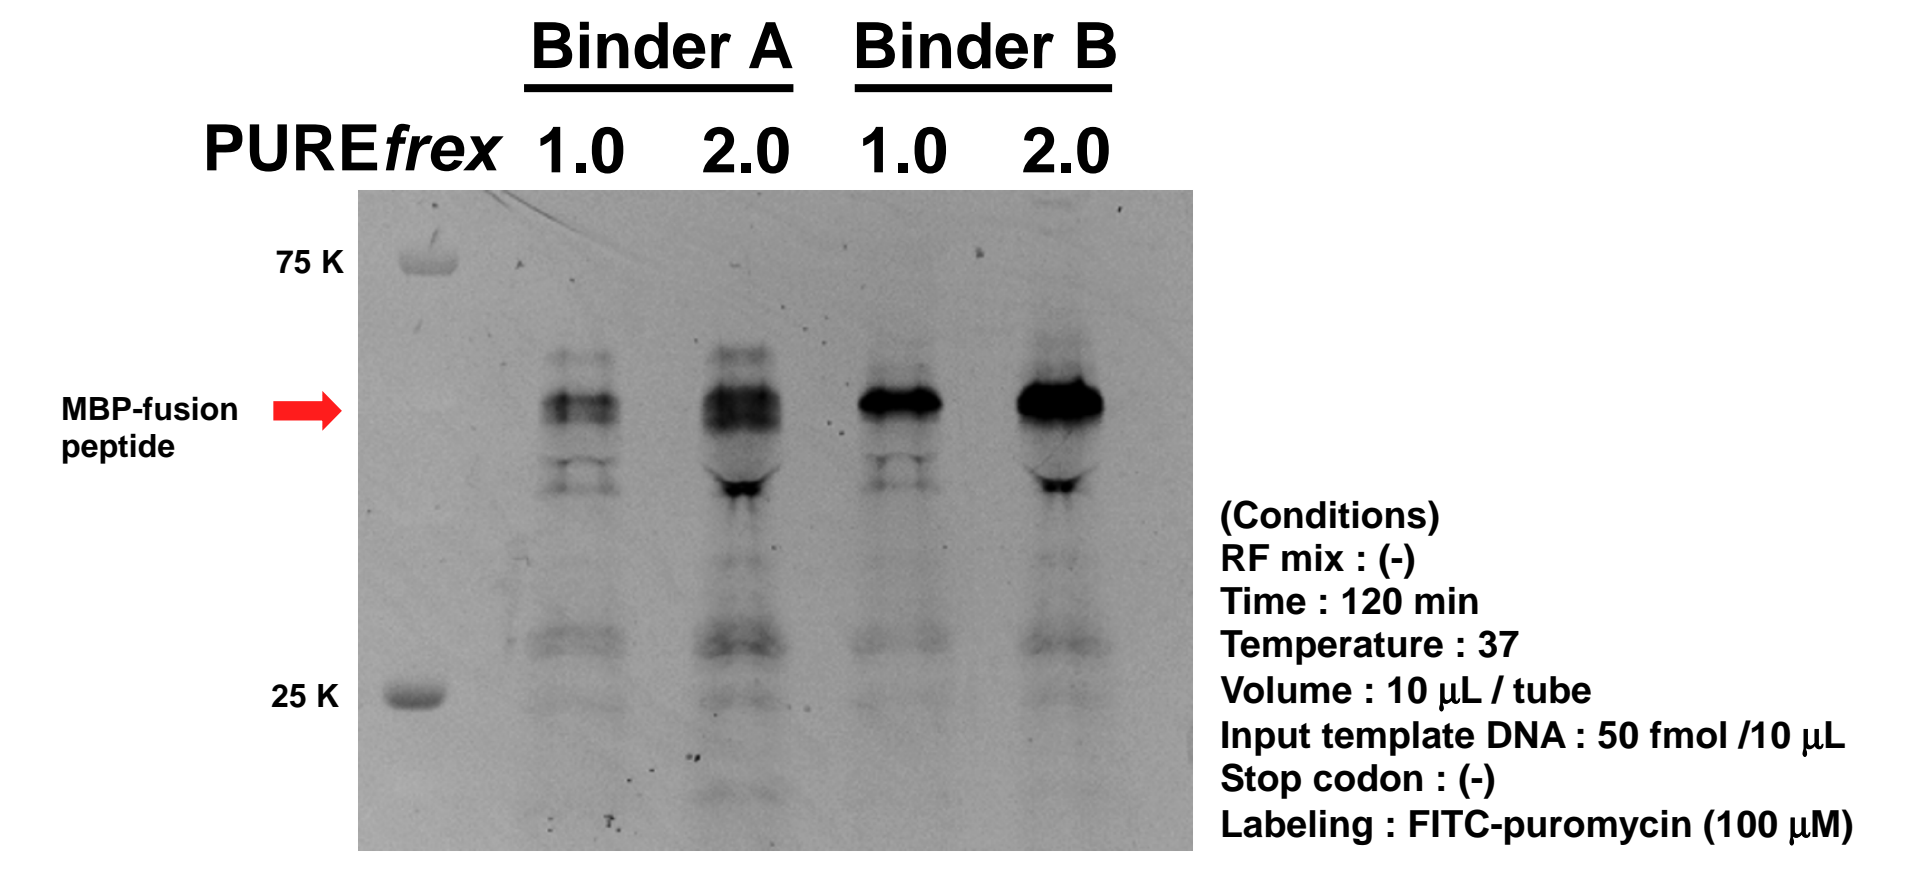 Binder A Binder B
PUREfrex 1.0 2.0 1.0 2.0
75 K
MBP-fusion
peptide
25 K
(Conditions)
RF mix : (-)
Time : 120 min
Temperature : 37
Volume : 10 μL / tube
Input template DNA : 50 fmol /10 μL
Stop codon : (-)
Labeling : FITC-puromycin (100 μM)